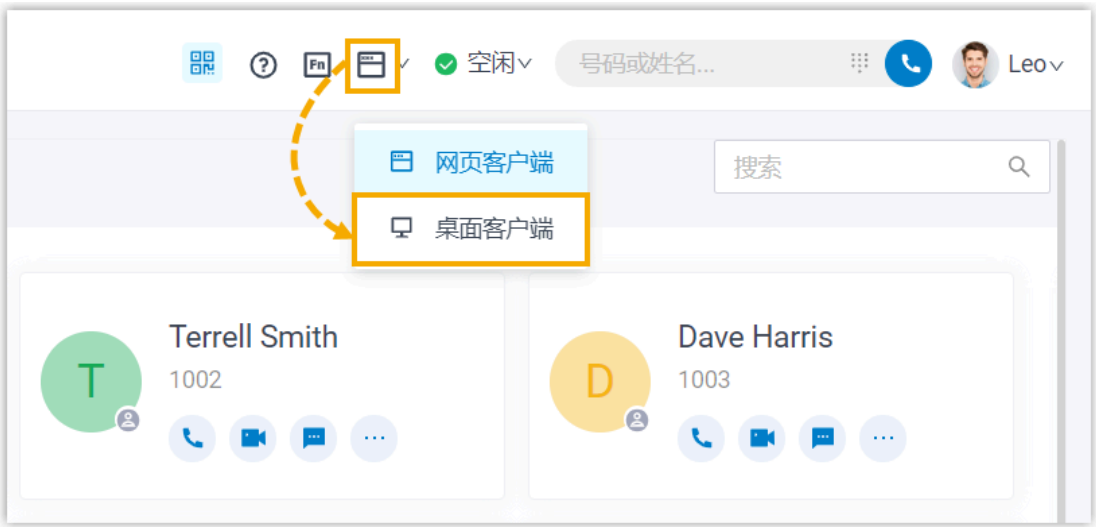 Fn
空闲
号码或姓名...
Leo
网页客户端
搜索
桌面客户端
Terrell Smith
Dave Harris
T
1002
D
1003